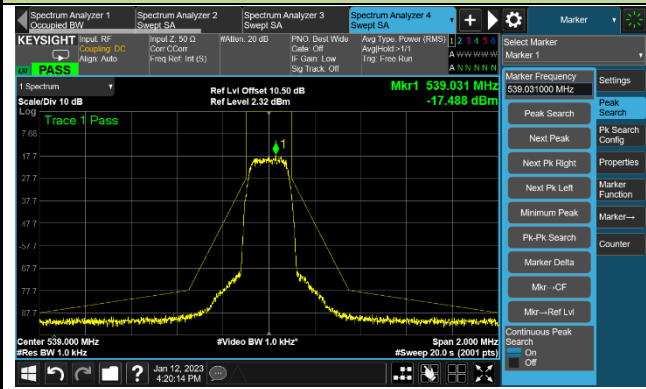 Spectrum Analyzer 1
Occupied BW
Spectrum Analyzer 2
Swept SA
Spectrum Analyzer 3
Swept SA
Spectrum Analyzer 4
Swept SA
Marker
KEYSIGHT
Input: RF
Coupling: DC
Align: Auto
Input Z: 50 Ω
Corr CCorr
Freq Ref: Int (S)
#Atten: 20 dB
PNO: Best Wide
Gate: Off
IF Gain: Low
Sig Track: Off
Avg Type: Power (RMS)
Avg|Hold:>1/1
Trig: Free Run
1 2 3 4 5 6
A W W W W W
A N N N N N
LXI
PASS
Select Marker
Marker 1
1 Spectrum
Scale/Div 10 dB
Ref Lvl Offset 10.50 dB
Ref Level 2.32 dBm
Mkr1 539.031 MHz
-17.488 dBm
Log
Trace 1 Pass
1
-7.68
-17.7
-27.7
-37.7
-47.7
-57.7
-67.7
-77.7
-87.7
Center 539.000 MHz
#Res BW 1.0 kHz
#Video BW 1.0 kHz*
Span 2.000 MHz
#Sweep 20.0 s (2001 pts)
Marker Frequency
539.031000 MHz
Peak Search
Next Peak
Next Pk Right
Next Pk Left
Minimum Peak
Pk-Pk Search
Marker Delta
Mkr→CF
Mkr→Ref Lvl
Continuous Peak
Search
On
Off
Settings
Peak
Search
Pk Search
Config
Properties
Marker
Function
Marker→
Counter
?
Jan 12, 2023
4:20:14 PM